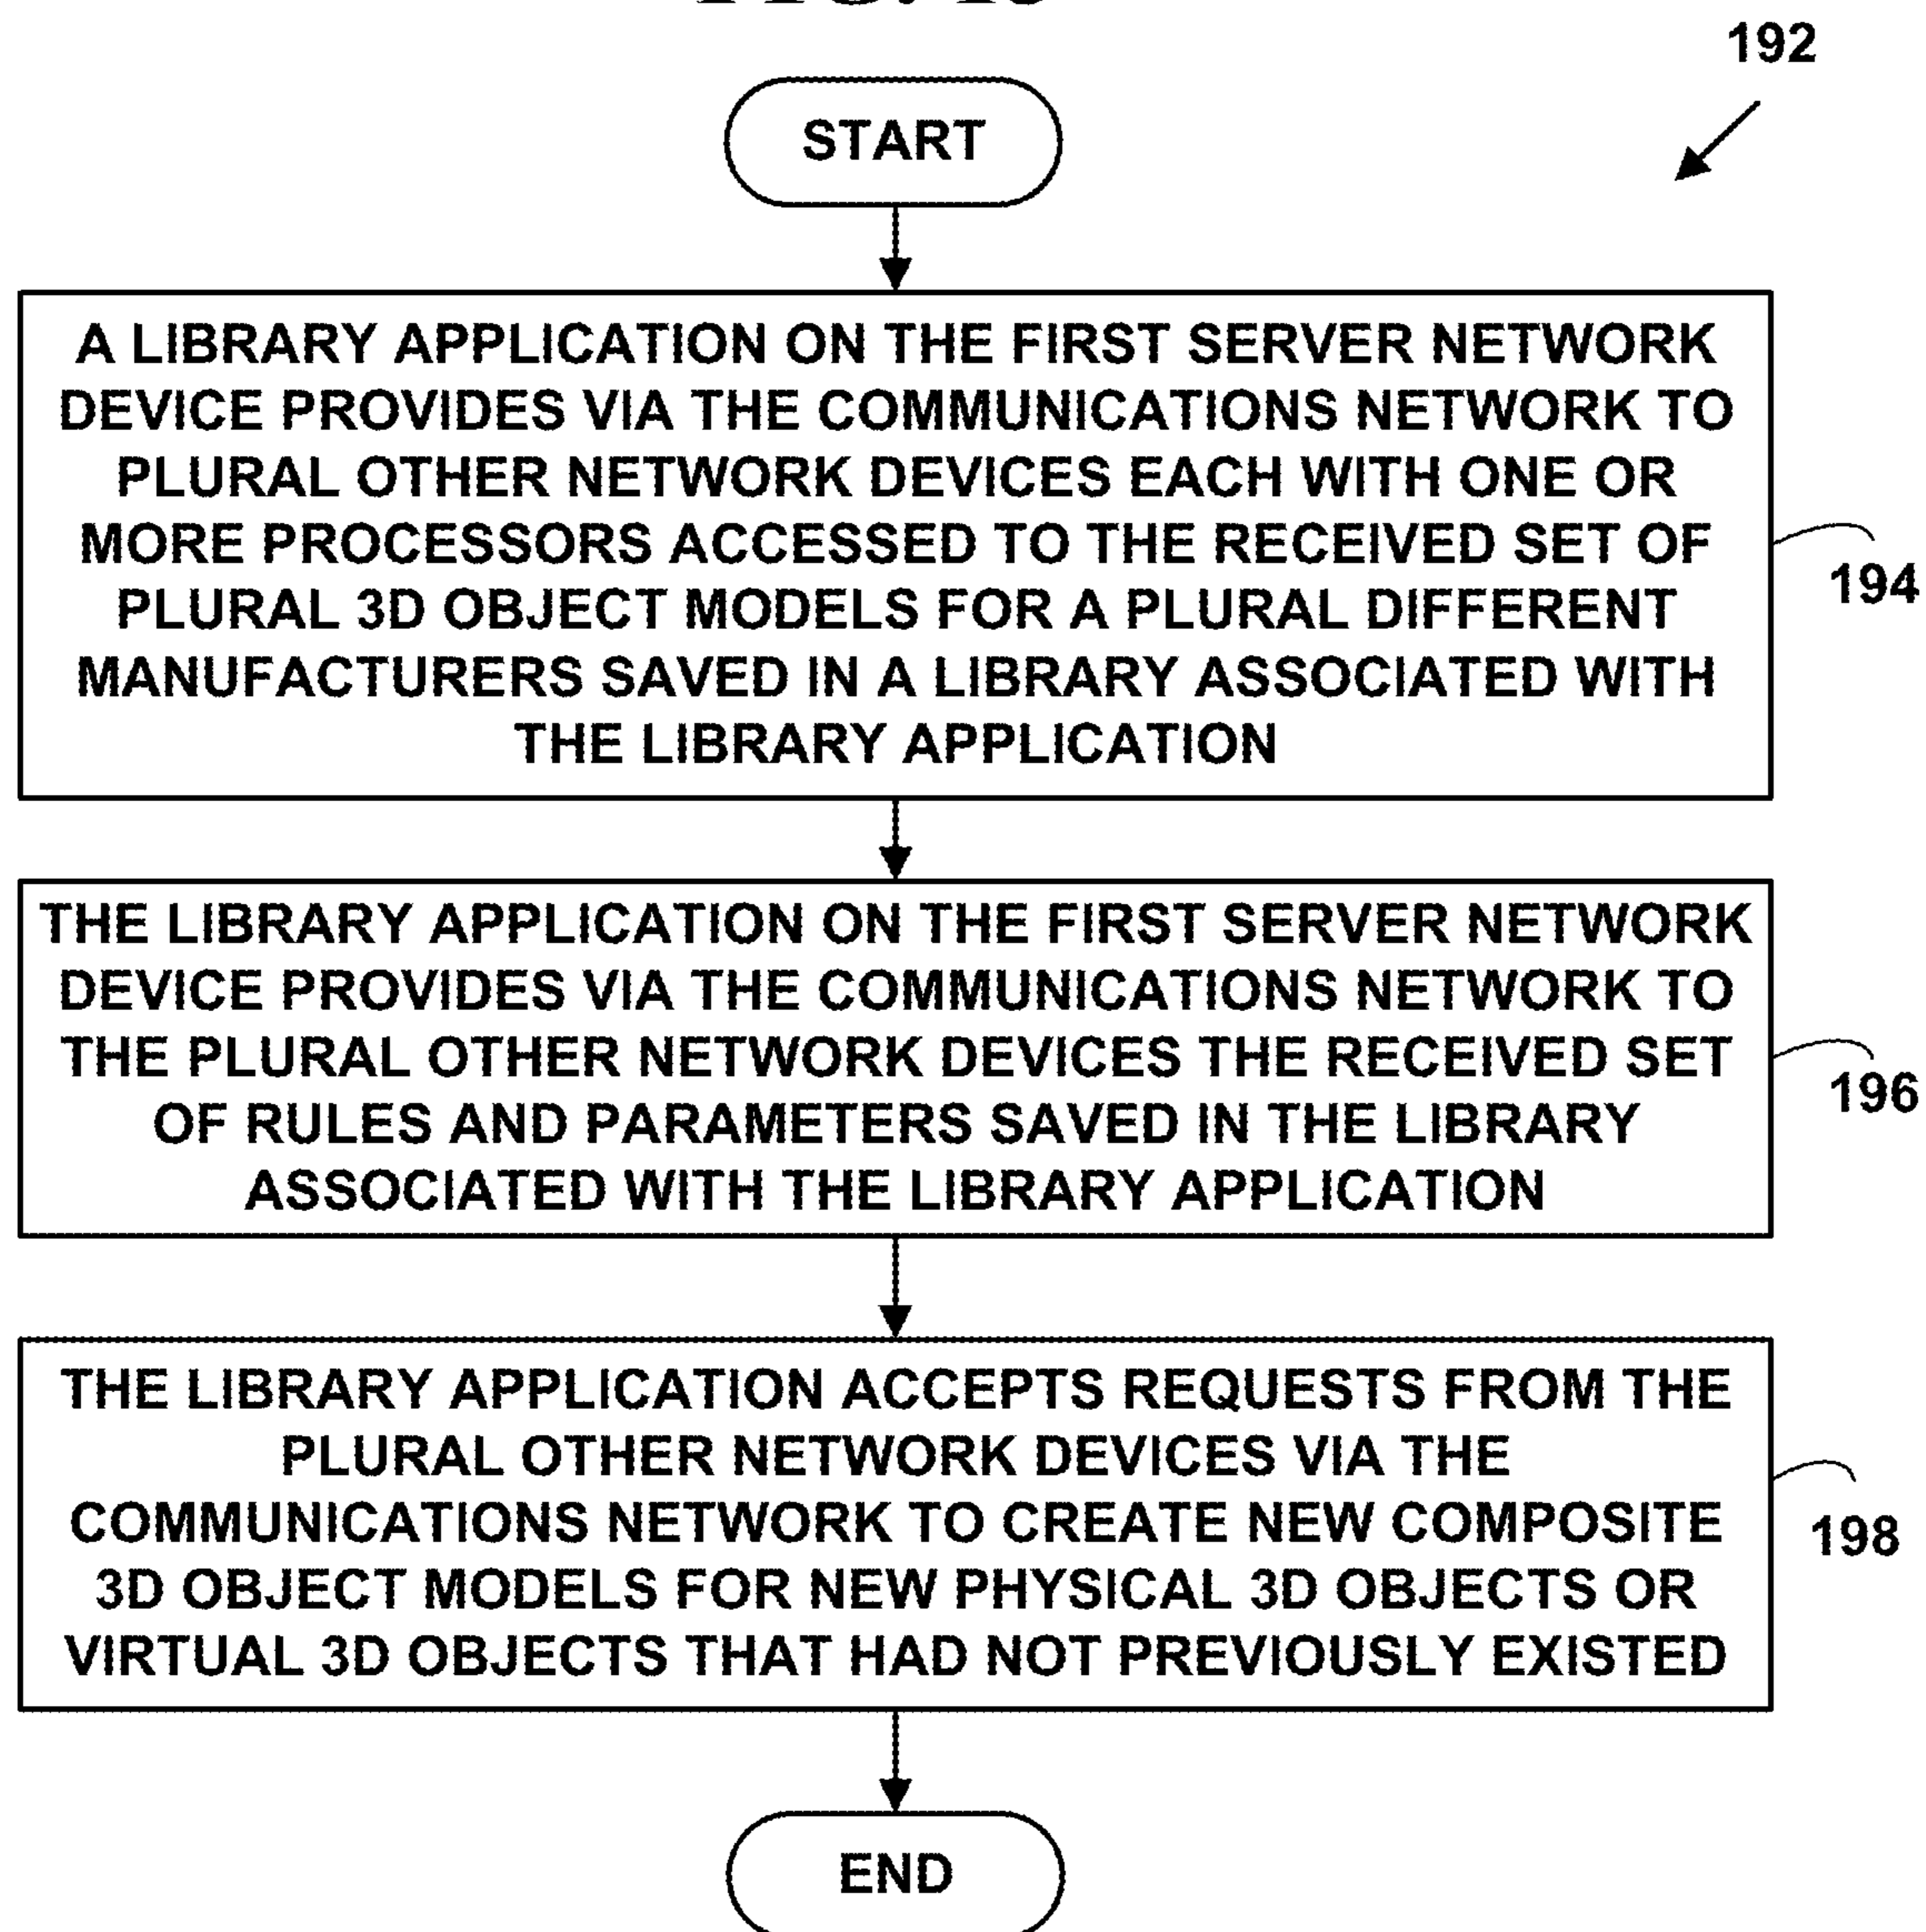 192
START
A LIBRARY APPLICATION ON THE FIRST SERVER NETWORK
DEVICE PROVIDES VIA THE COMMUNICATIONS NETWORK TO
PLURAL OTHER NETWORK DEVICES EACH WITH ONE OR
MORE PROCESSORS ACCESSED TO THE RECEIVED SET OF
PLURAL 3D OBJECT MODELS FOR A PLURAL DIFFERENT
MANUFACTURERS SAVED IN A LIBRARY ASSOCIATED WITH
THE LIBRARY APPLICATION
194
THE LIBRARY APPLICATION ON THE FIRST SERVER NETWORK
DEVICE PROVIDES VIA THE COMMUNICATIONS NETWORK TO
THE PLURAL OTHER NETWORK DEVICES THE RECEIVED SET
OF RULES AND PARAMETERS SAVED IN THE LIBRARY
ASSOCIATED WITH THE LIBRARY APPLICATION
196
THE LIBRARY APPLICATION ACCEPTS REQUESTS FROM THE
PLURAL OTHER NETWORK DEVICES VIA THE
COMMUNICATIONS NETWORK TO CREATE NEW COMPOSITE
3D OBJECT MODELS FOR NEW PHYSICAL 3D OBJECTS OR
VIRTUAL 3D OBJECTS THAT HAD NOT PREVIOUSLY EXISTED
198
END